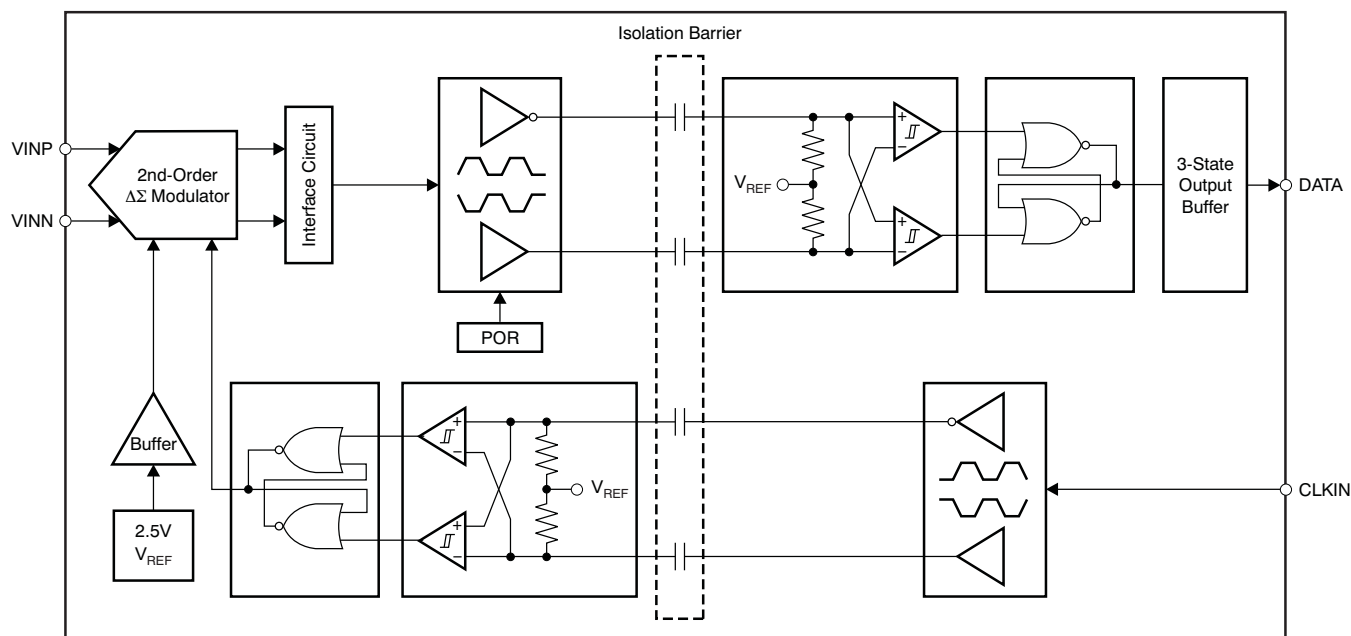 Isolation Barrier
VINP
VINN
2nd-Order
ΔΣ Modulator
Interface Circuit
POR
VREF
+
−
+
−
3-State
Output
Buffer
DATA
Buffer
2.5V
VREF
+
−
+
−
VREF
CLKIN